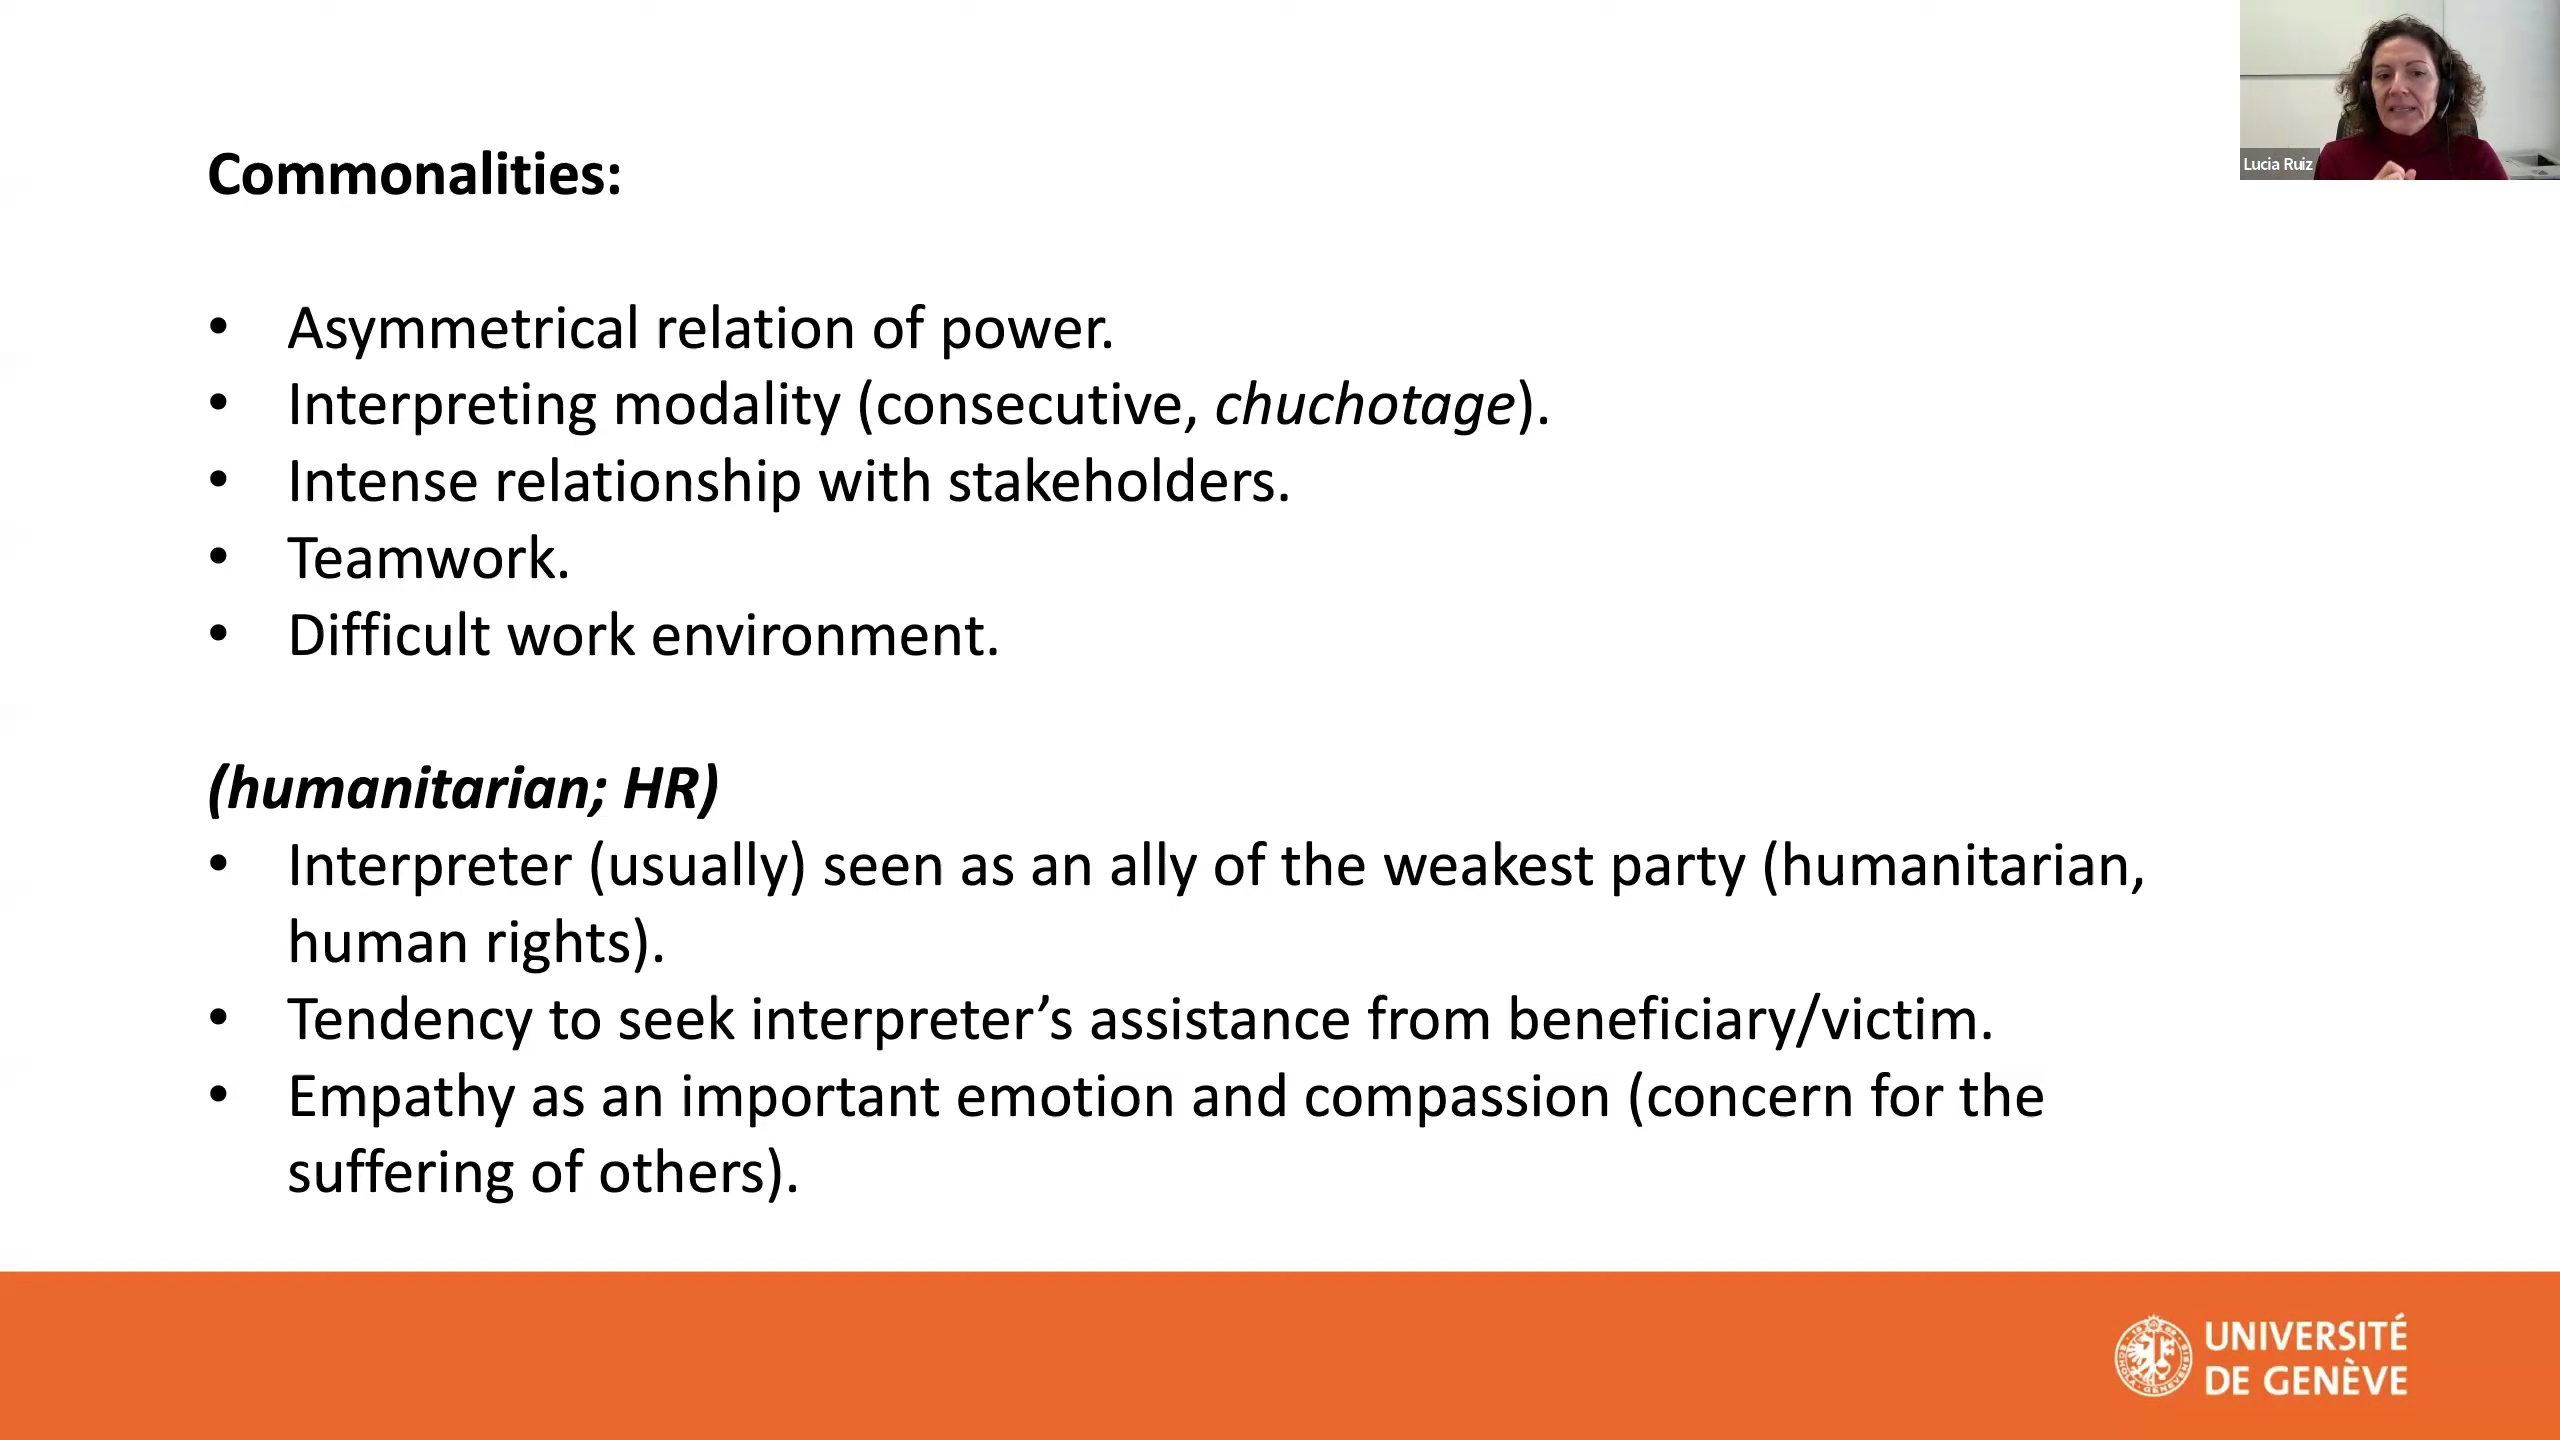 Lucia Ruiz
Commonalities:
• Asymmetrical relation of power.
• Interpreting modality (consecutive, chuchotage).
• Intense relationship with stakeholders.
• Teamwork.
• Difficult work environment.
(humanitarian; HR)
• Interpreter (usually) seen as an ally of the weakest party (humanitarian,
human rights).
• Tendency to seek interpreter’s assistance from beneficiary/victim.
• Empathy as an important emotion and compassion (concern for the
suffering of others).
UNIVERSITÉ
DE GENÈVE